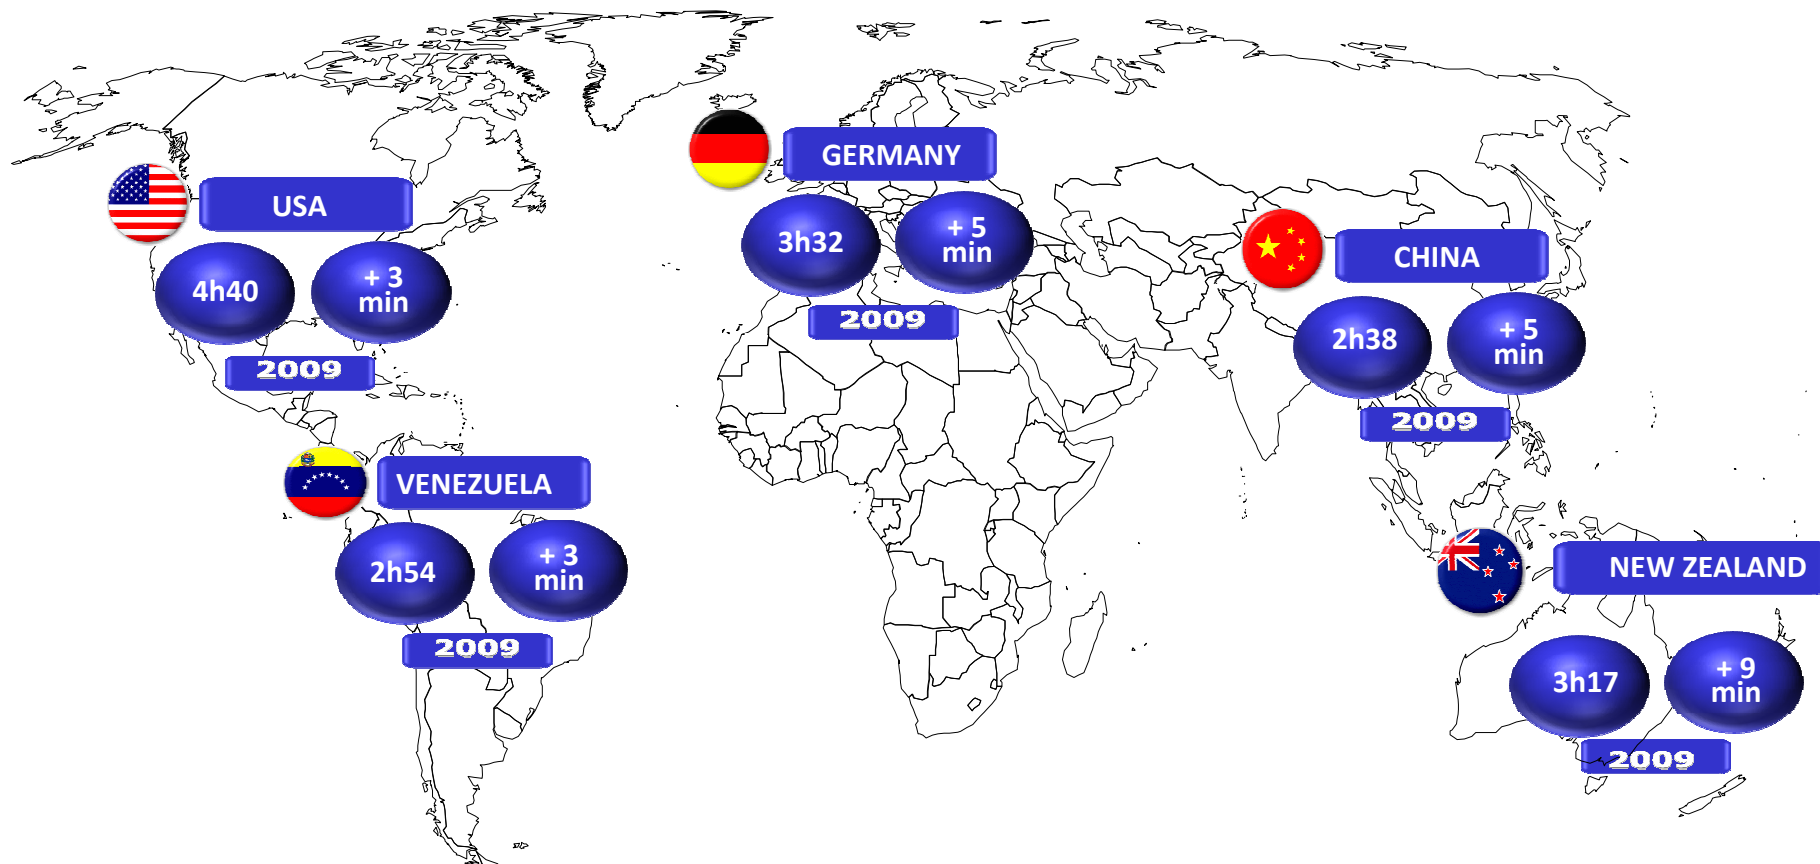 USA
4h40
+ 3
min
2009
GERMANY
3h32
+ 5
min
2009
CHINA
2h38
+ 5
min
2009
VENEZUELA
2h54
+ 3
min
2009
NEW ZEALAND
3h17
+ 9
min
2009